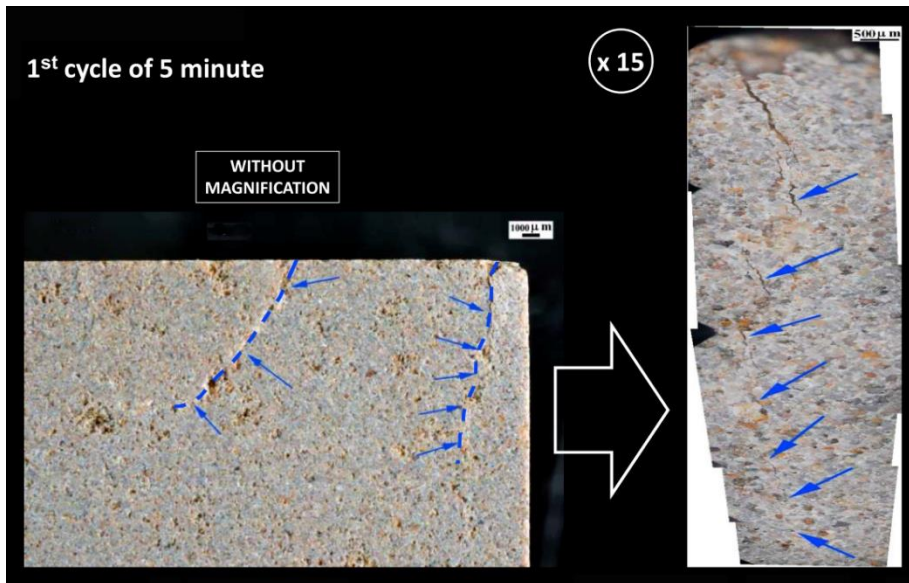 1st cycle of 5 minute
x 15
500 μm
WITHOUT
MAGNIFICATION
1000 μm